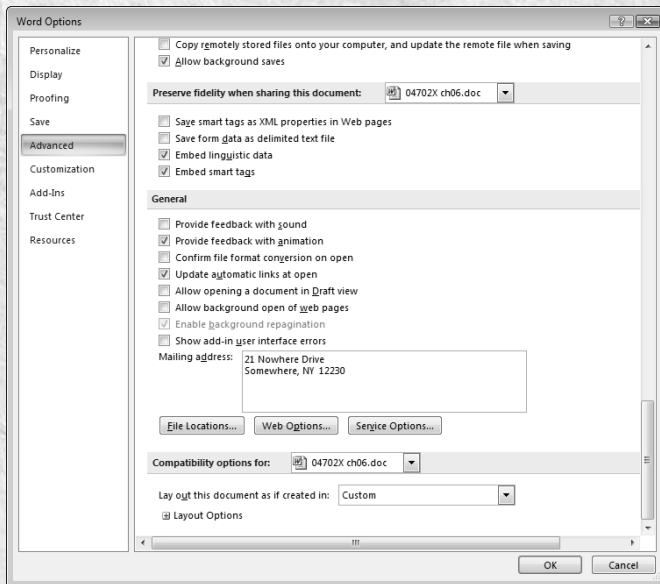 Word Options
Personalize
Display
Proofing
Save
Advanced
Customization
Add-Ins
Trust Center
Resources
Copy remotely stored files onto your computer, and update the remote file when saving
Allow background saves
Preserve fidelity when sharing this document: 04702X ch06.doc
Save smart tags as XML properties in Web pages
Save form data as delimited text file
Embed linguistic data
Embed smart tags
General
Provide feedback with sound
Provide feedback with animation
Confirm file format conversion on open
Update automatic links at open
Allow opening a document in Draft view
Allow background open of web pages
Enable background repagination
Show add-in user interface errors
Mailing address: 21 Nowhere Drive
Somewhere, NY 12230
File Locations... Web Options... Service Options...
Compatibility options for: 04702X ch06.doc
Lay out this document as if created in: Custom
Layout Options
OK Cancel